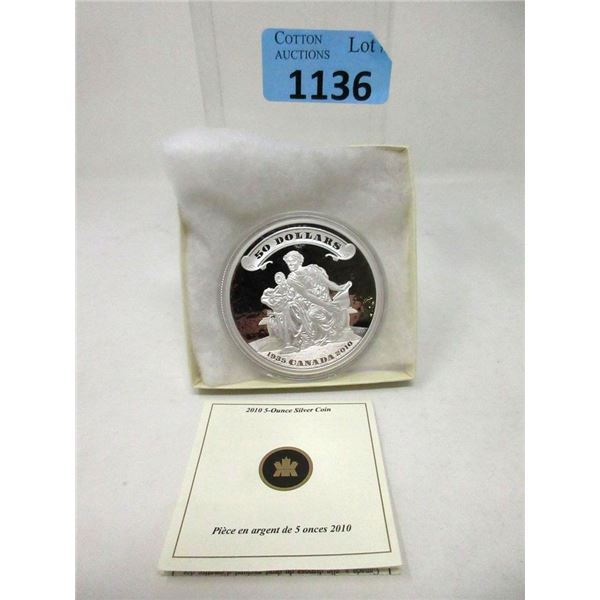 COTTON Lot
AUCTIONS
1136
50 DOLLARS
1935 CANADA 2010
2010 5-Ounce Silver Coin
Pièce en argent de 5 onces 2010